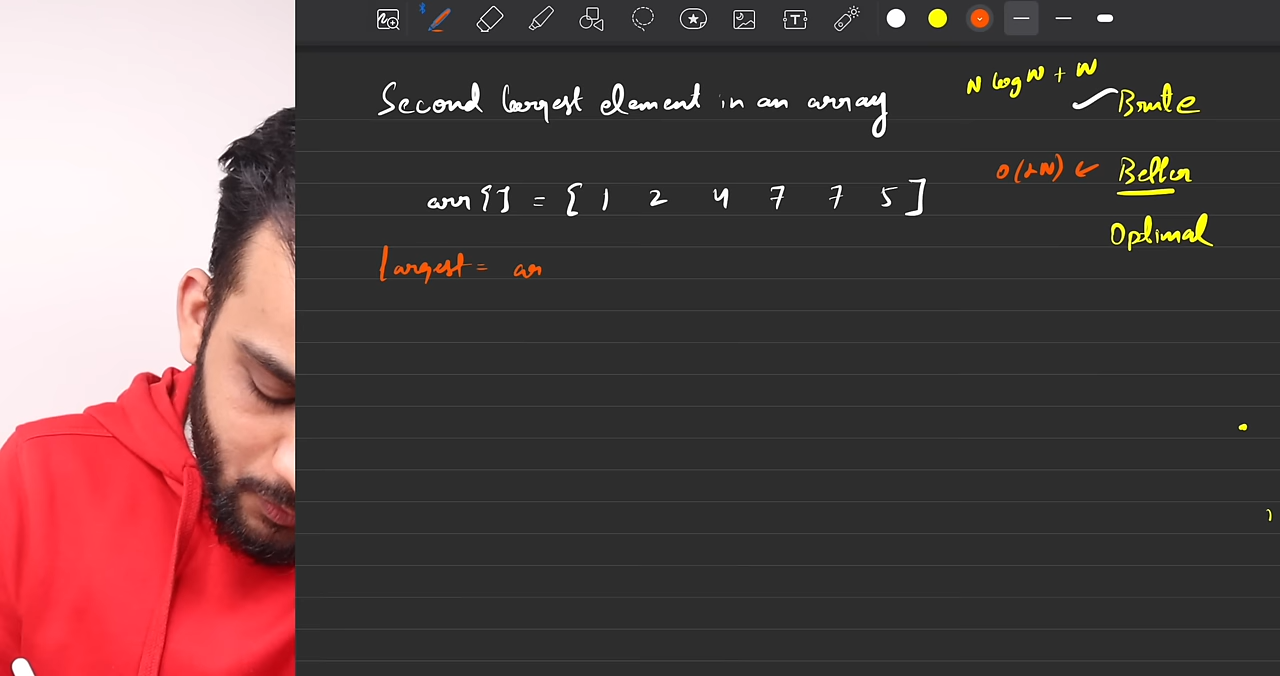 N log N + N
Second largest element in an array
Brute
O(2N) ↙ Better
arr[] = [ 1 2 4 7 7 5 ]
Optimal
largest = ar